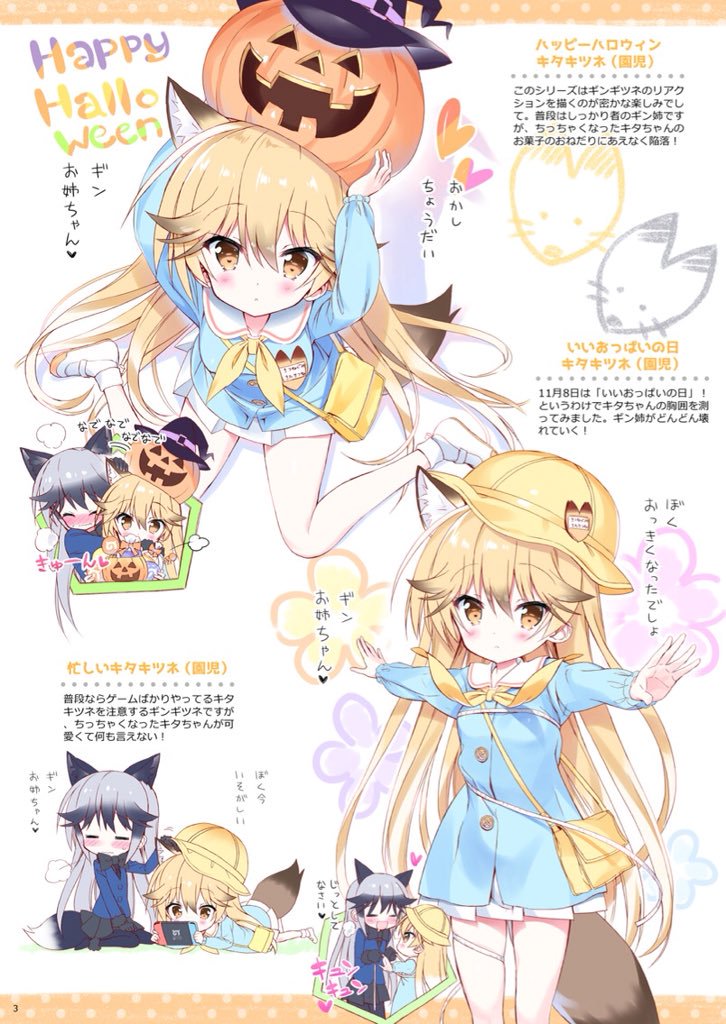 Happy
Hallo
ween
ギン
お姉ちゃん♥
おかし
ちょうだい
ハッピーハロウィン
キタキツネ（園児）
このシリーズはギンギツネのリアク
ションを描くのが密かな楽しみでし
て。普段はしっかり者のギン姉です
が、ちっちゃくなったキタちゃんの
お菓子のおねだりにあえなく陥落！
いいおっぱいの日
キタキツネ（園児）
11月8日は「いいおっぱいの日」！
というわけでキタちゃんの胸囲を測
ってみました。ギン姉がどんどん壊
れていく！
なでなで
なでなで
きゅーん♥
ぼく
おっきくなったでしょ
ギン
お姉ちゃん♥
忙しいキタキツネ（園児）
普段ならゲームばかりやってるキタ
キツネを注意するギンギツネですが
、ちっちゃくなったキタちゃんが可
愛くて何も言えない！
ぼく今
いそがしい
ギン
お姉ちゃん♥
じっとして
なさい♥
キュン
キュン
3